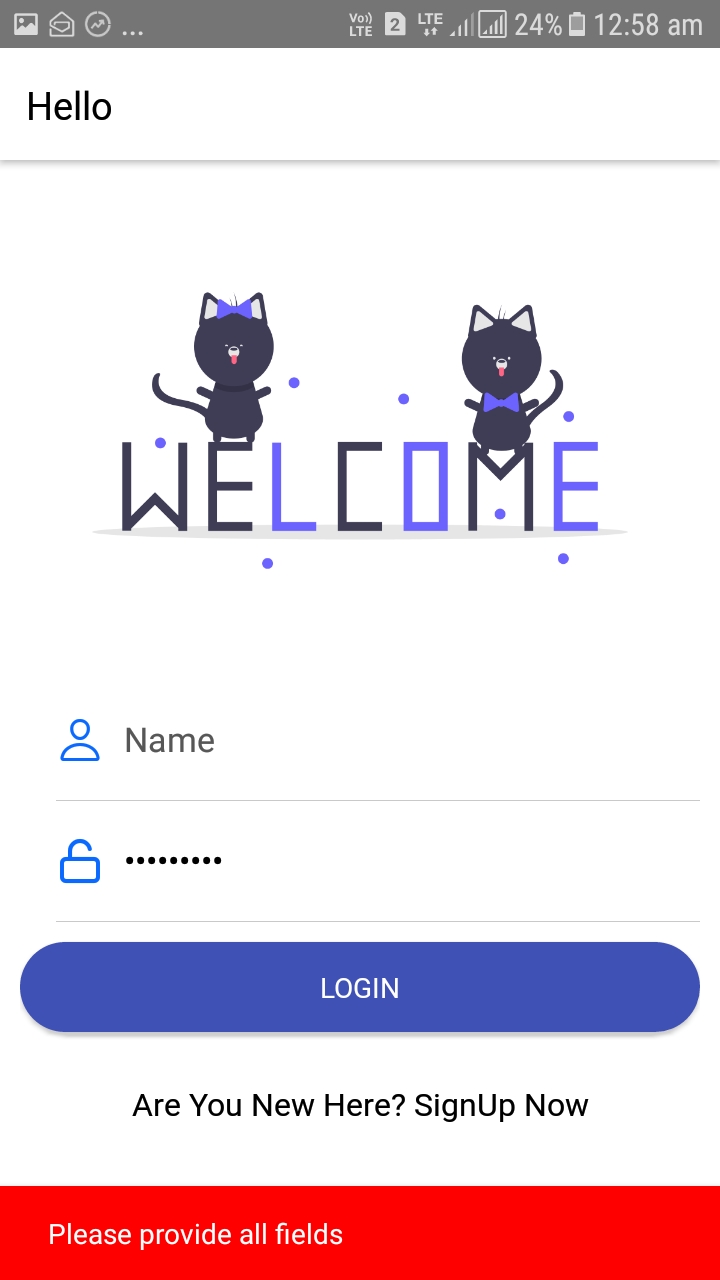 ... Vo)) LTE 2 LTE 24% 12:58 am
Hello
WELCOME
Name
•••••••••
LOGIN
Are You New Here? SignUp Now
Please provide all fields